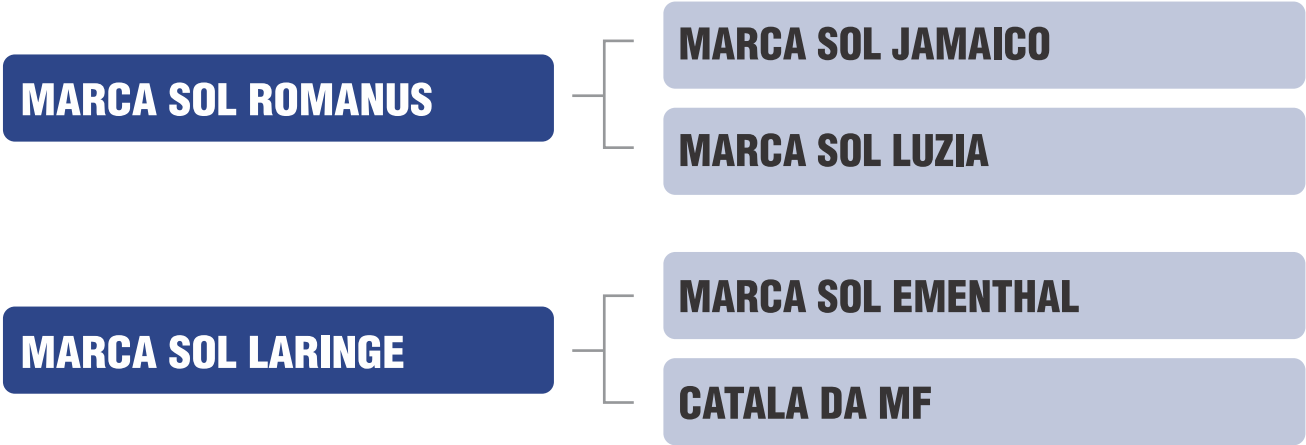 MARCA SOL ROMANUS
MARCA SOL JAMAICO
MARCA SOL LUZIA
MARCA SOL LARINGE
MARCA SOL EMENTHAL
CATALA DA MF